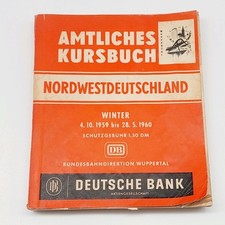 AMTLICHES
KURSBUCH
NORDWESTDEUTSCHLAND
WINTER
4. 10. 1959 bis 28. 5. 1960
SCHUTZGEBÜHR 1,50 DM
DB
BUNDESBAHNDIREKTION WUPPERTAL
DEUTSCHE BANK
AKTIENGESELLSCHAFT